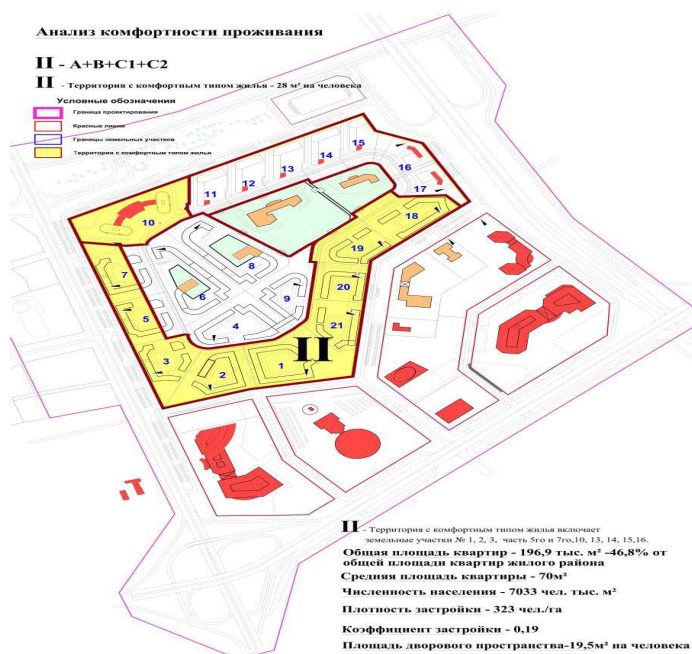 Анализ комфортности проживания
II - А+В+С1+С2
II - Территория с комфортным типом жилья - 28 м² на человека
Условные обозначения
Граница проектирования
Красные линии
Границы земельных участков
Территория с комфортным типом жилья
15
14
13
12
11
16
17
10
18
19
7
8
6
9
20
5
4
21
3
2
1
II
II - Территория с комфортным типом жилья включает
земельные участки № 1, 2, 3, часть 5го и 7го,10, 13, 14, 15,16.
Общая площадь квартир - 196,9 тыс. м² -46,8% от
общей площади квартир жилого района
Средняя площадь квартиры - 70м²
Численность населения - 7033 чел. тыс. м²
Плотность застройки - 323 чел./га
Коэффициент застройки - 0,19
Площадь дворового пространства-19,5м² на человека